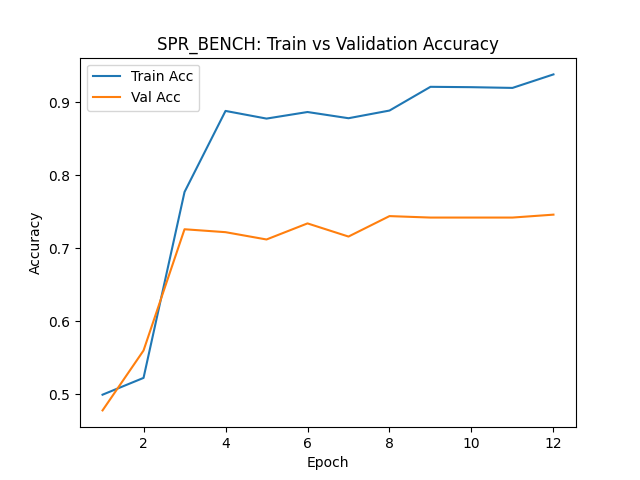 SPR_BENCH: Train vs Validation Accuracy
Train Acc
Val Acc
Accuracy
0.9
0.8
0.7
0.6
0.5
2 4 6 8 10 12
Epoch